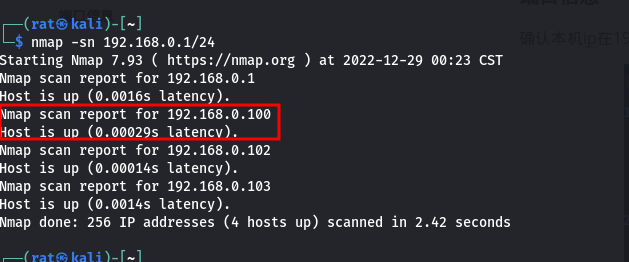 (rat㉿kali)-[~]
$ nmap -sn 192.168.0.1/24
Starting Nmap 7.93 ( https://nmap.org ) at 2022-12-29 00:23 CST
Nmap scan report for 192.168.0.1
Host is up (0.0016s latency).
Nmap scan report for 192.168.0.100
Host is up (0.00029s latency).
Nmap scan report for 192.168.0.102
Host is up (0.00014s latency).
Nmap scan report for 192.168.0.103
Host is up (0.0014s latency).
Nmap done: 256 IP addresses (4 hosts up) scanned in 2.42 seconds
(rat㉿kali)-[~]
确认本机ip在